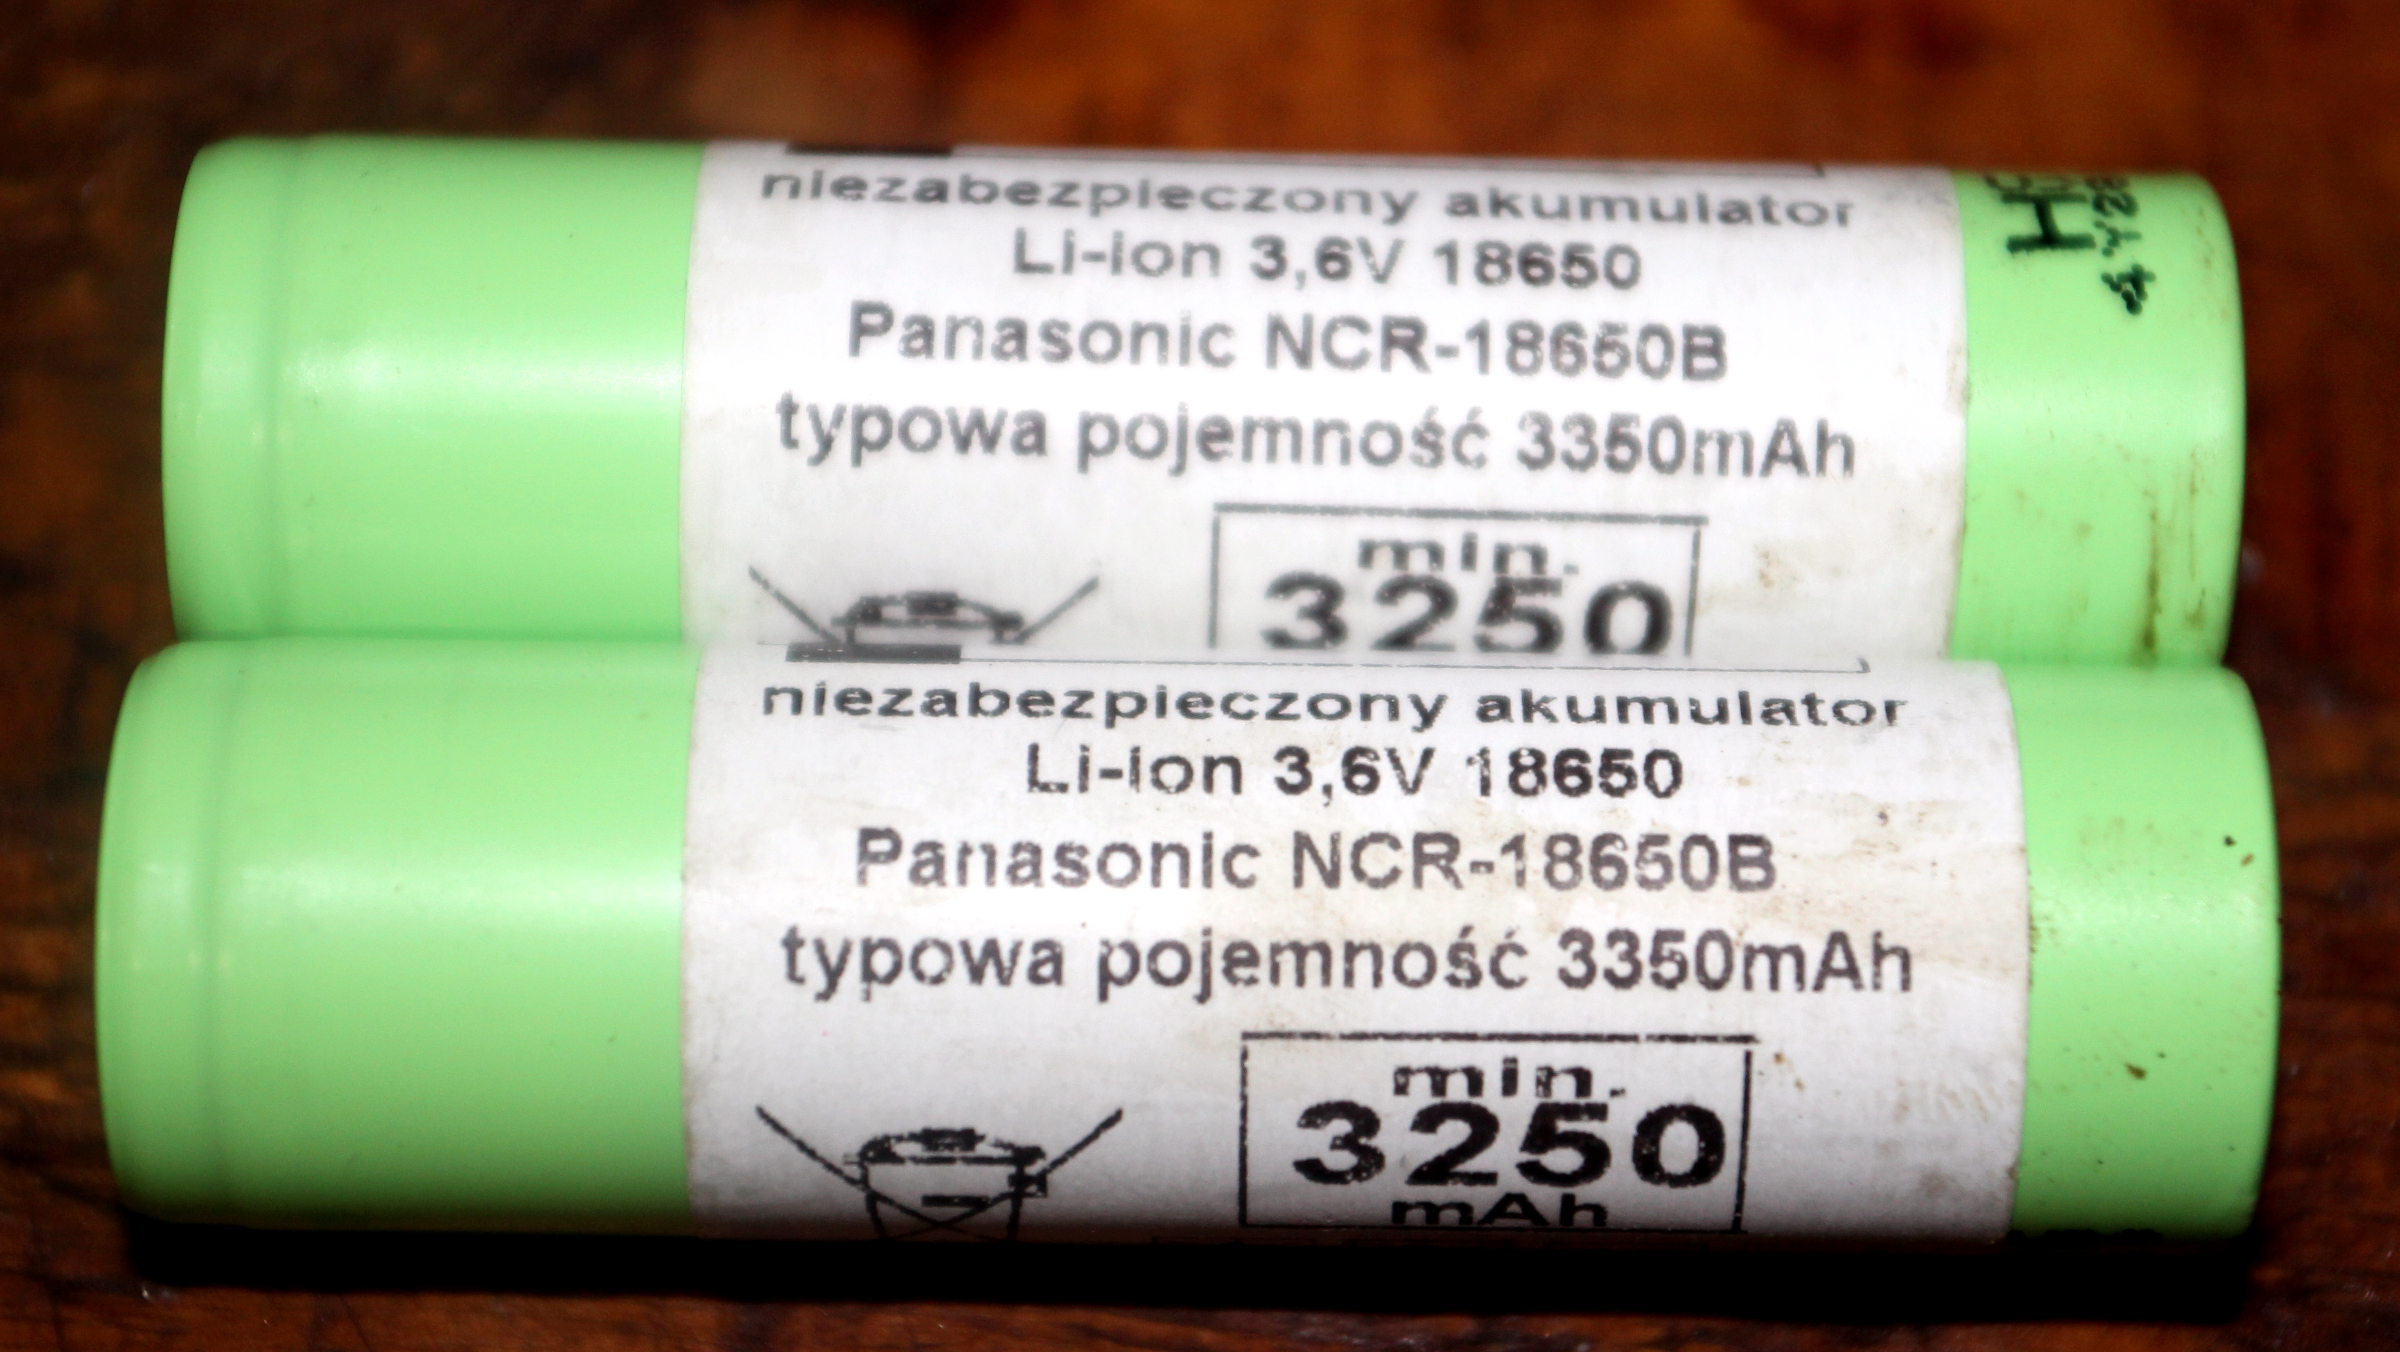 niezabezpieczony akumulator
Li-ion 3,6V 18650
Panasonic NCR-18650B
typowa pojemność 3350mAh
min.
3250
niezabezpieczony akumulator
Li-ion 3,6V 18650
Panasonic NCR-18650B
typowa pojemność 3350mAh
min.
3250
mAh